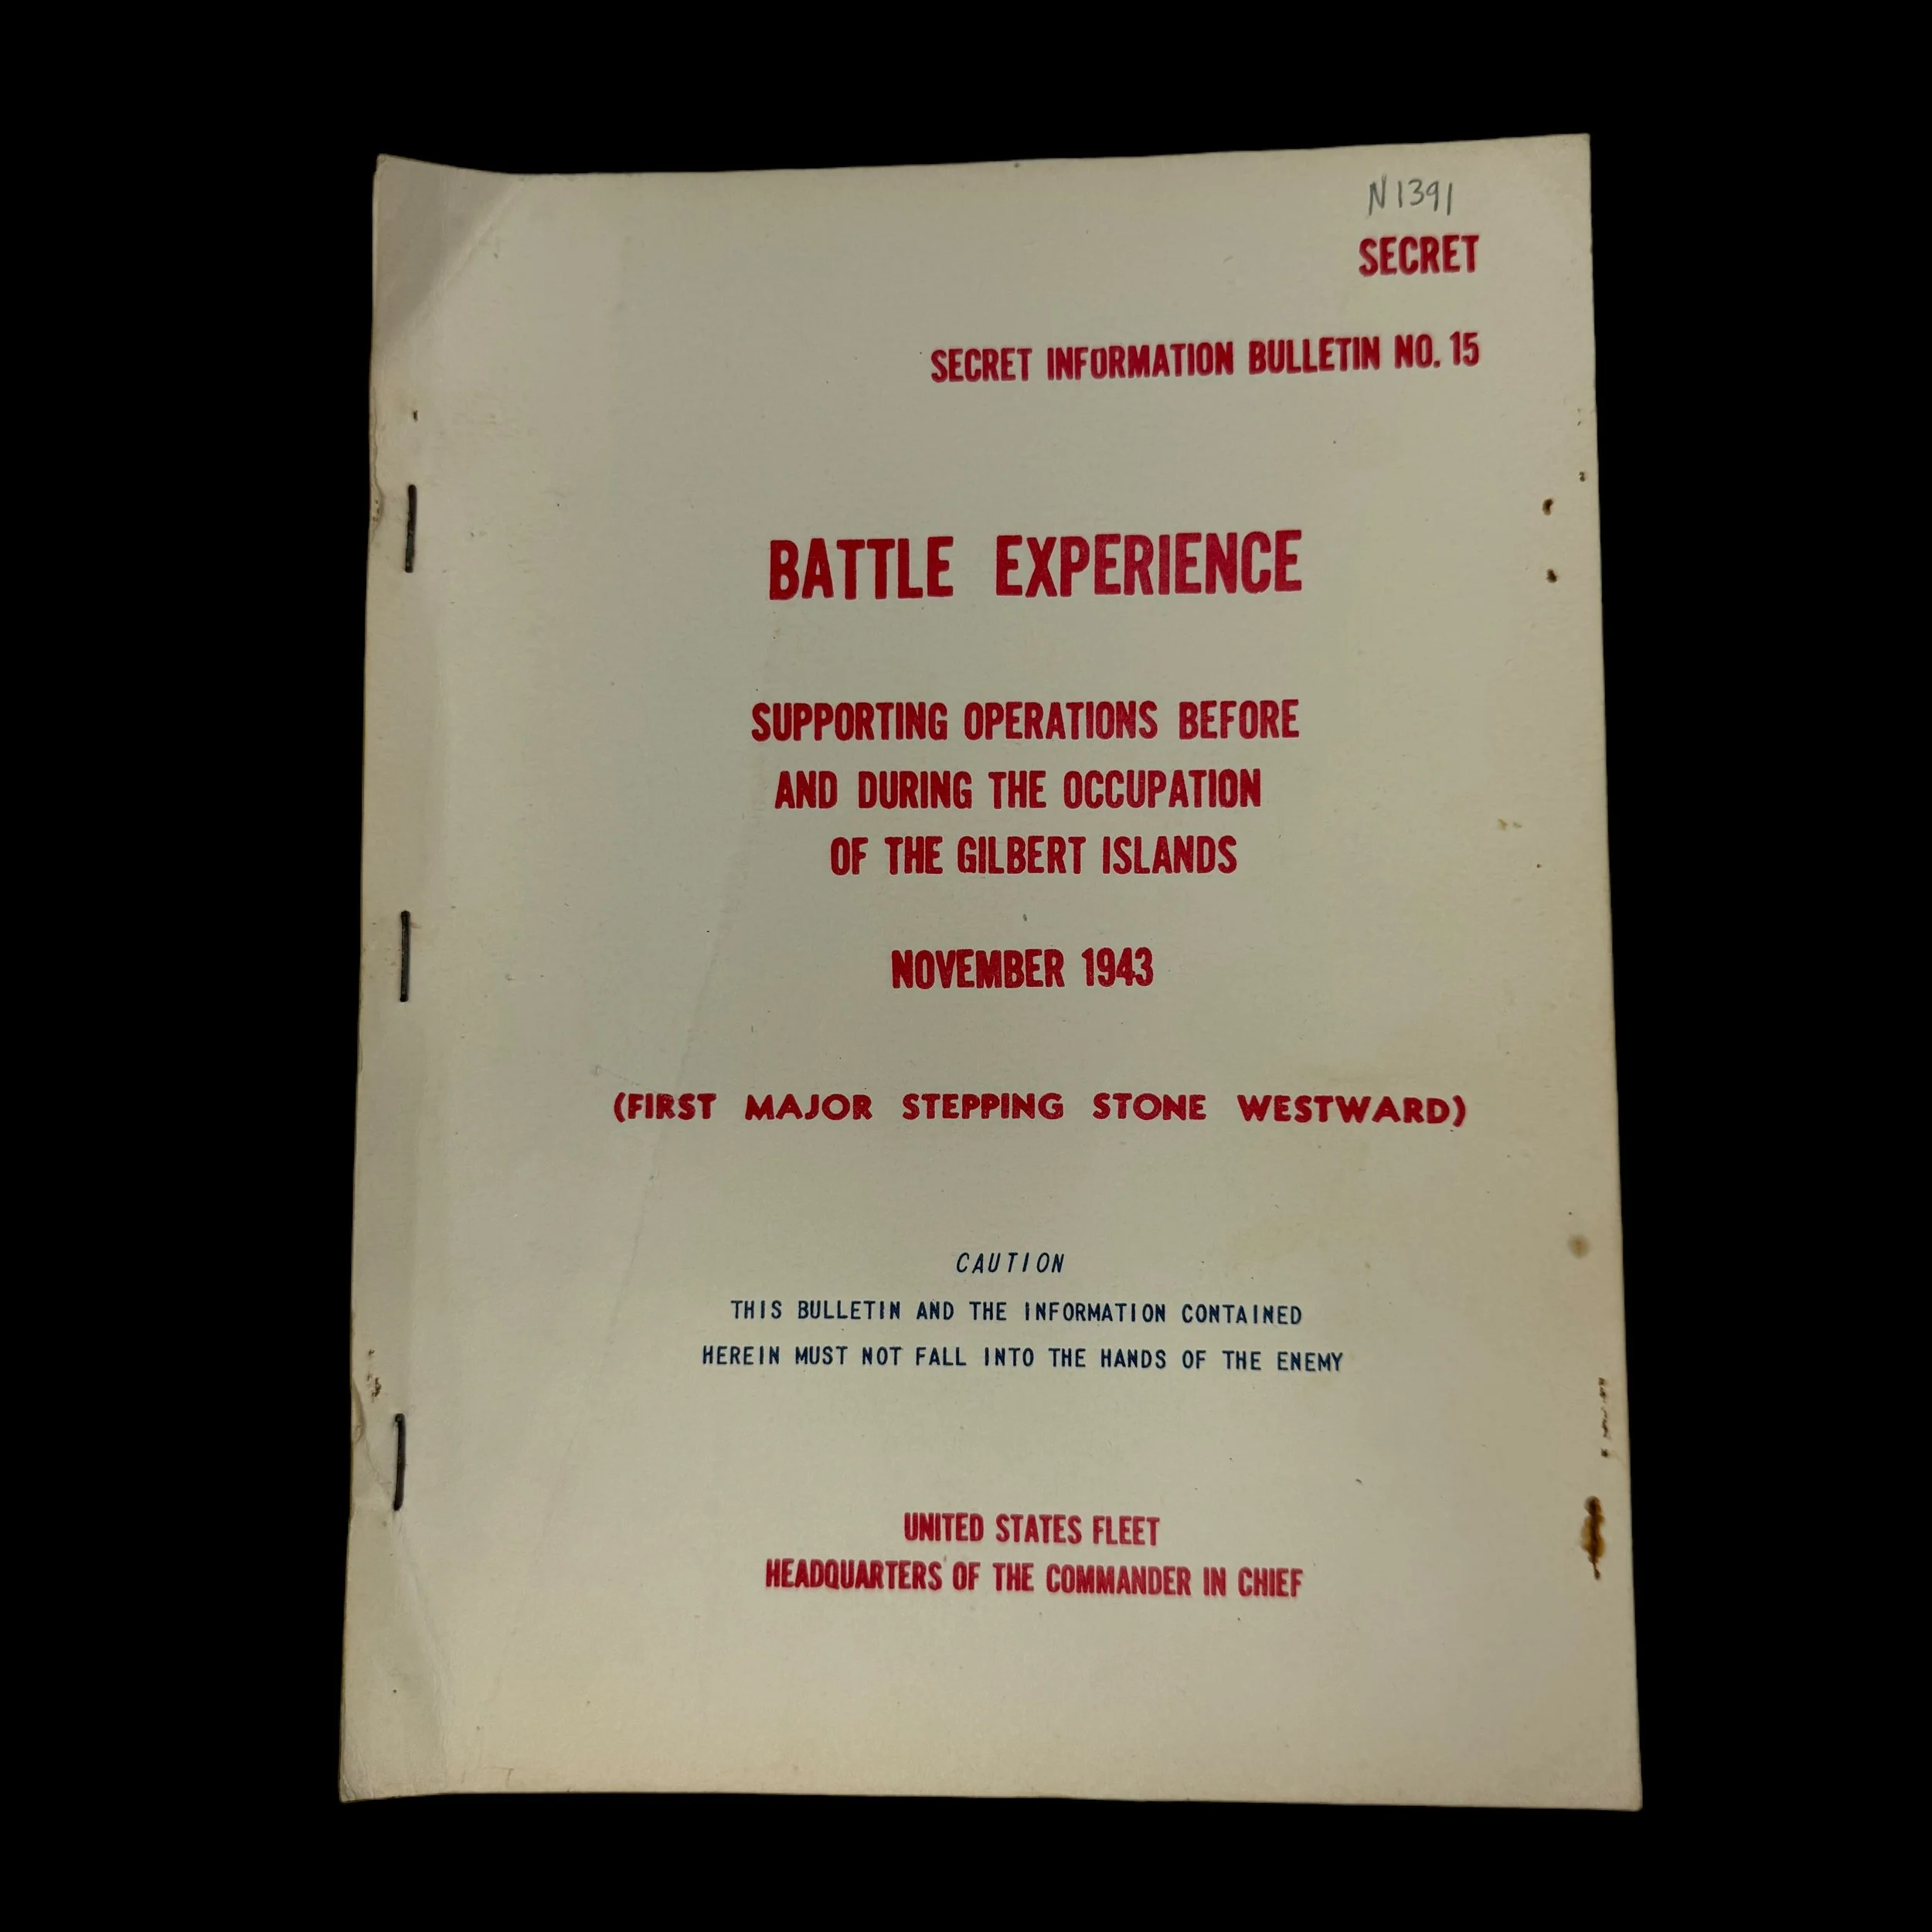 N1391
SECRET
SECRET INFORMATION BULLETIN NO. 15
BATTLE EXPERIENCE
SUPPORTING OPERATIONS BEFORE
AND DURING THE OCCUPATION
OF THE GILBERT ISLANDS
NOVEMBER 1943
(FIRST MAJOR STEPPING STONE WESTWARD)
CAUTION
THIS BULLETIN AND THE INFORMATION CONTAINED
HEREIN MUST NOT FALL INTO THE HANDS OF THE ENEMY
UNITED STATES FLEET
HEADQUARTERS OF THE COMMANDER IN CHIEF